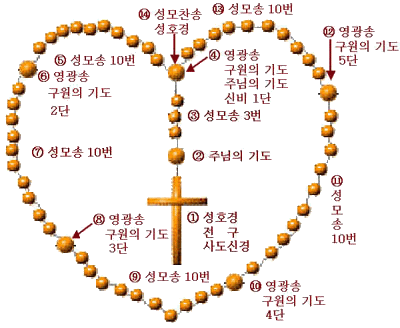 ⑭ 성모찬송
성호경
⑬ 성모송 10번
⑫ 영광송
구원의 기도
5단
⑤ 성모송 10번
④ 영광송
구원의 기도
주님의 기도
신비 1단
⑥ 영광송
구원의 기도
2단
③ 성모송 3번
⑦ 성모송 10번
② 주님의 기도
⑪
성
모
송
10번
① 성호경
전 구
사도신경
⑧ 영광송
구원의 기도
3단
⑨ 성모송 10번
⑩ 영광송
구원의 기도
4단